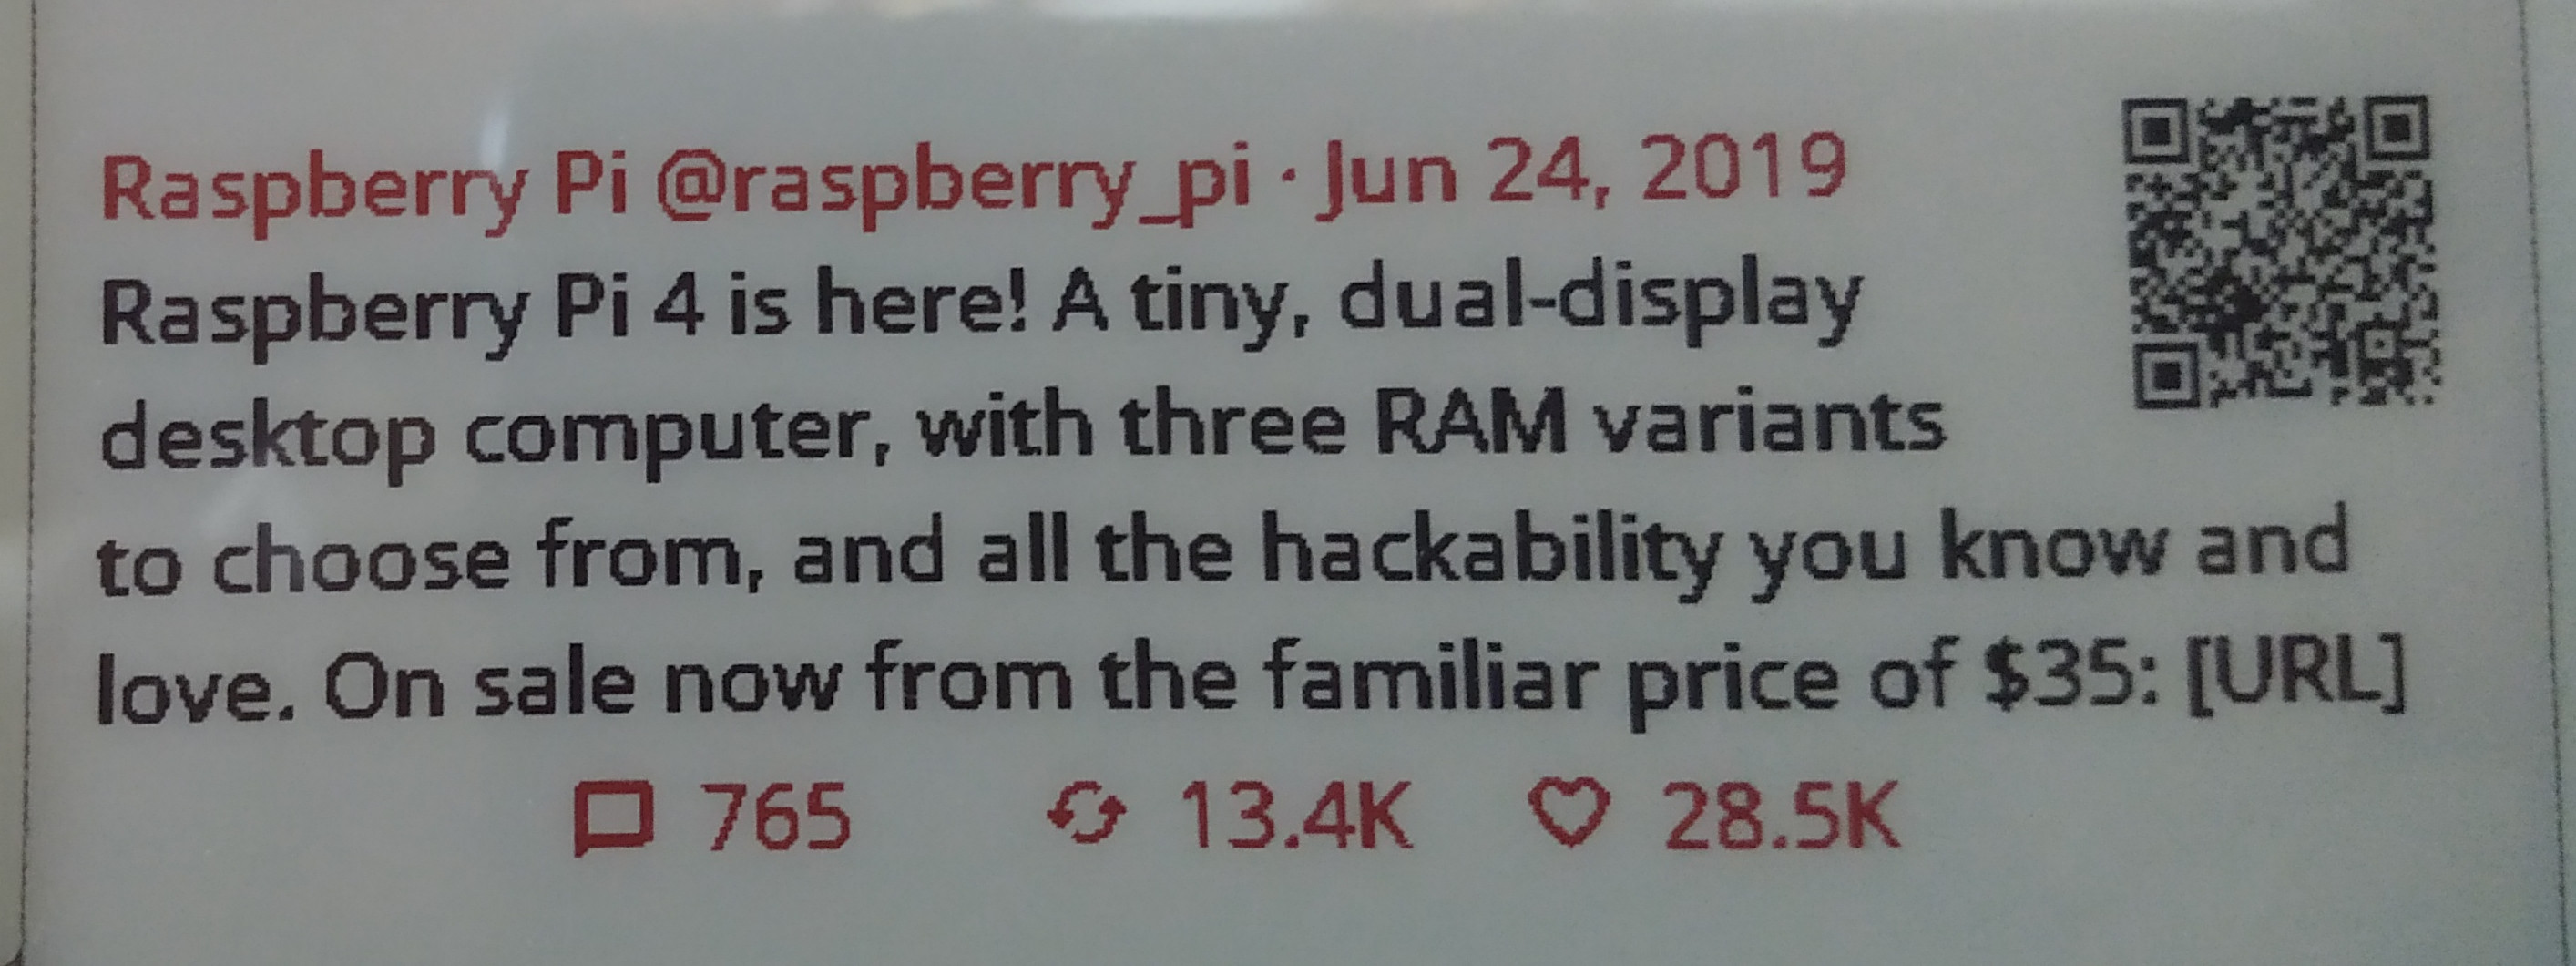 Raspberry Pi @raspberry_pi · Jun 24, 2019
Raspberry Pi 4 is here! A tiny, dual-display
desktop computer, with three RAM variants
to choose from, and all the hackability you know and
love. On sale now from the familiar price of $35: [URL]
765 13.4K 28.5K